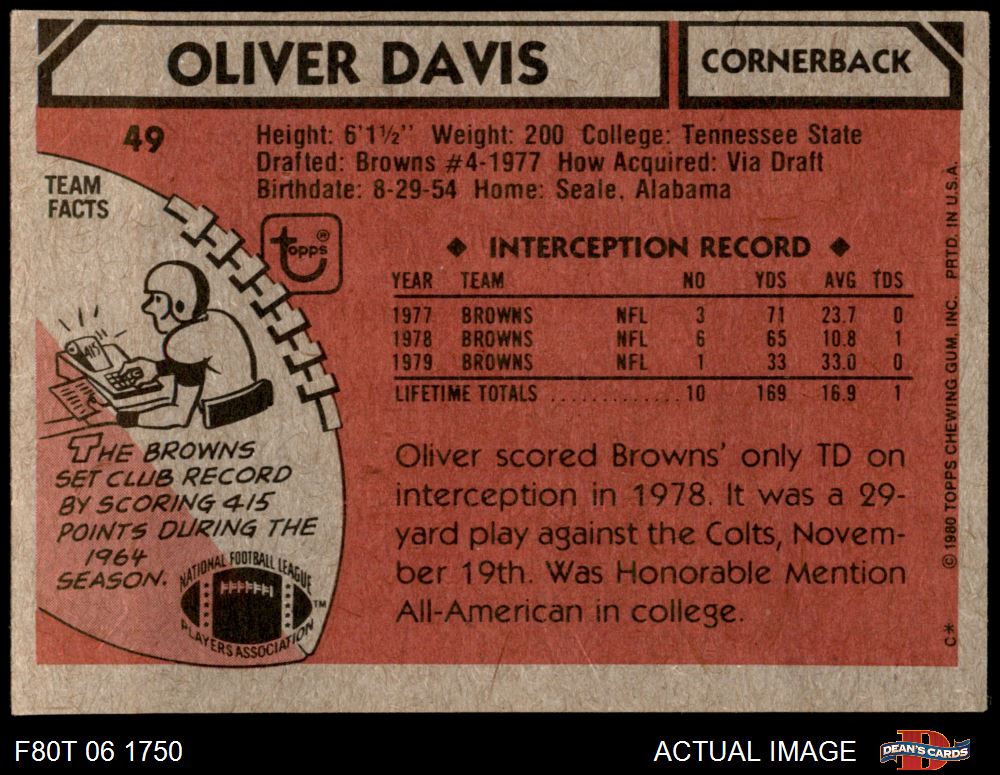 OLIVER DAVIS
CORNERBACK
49
Height: 6'1½" Weight: 200 College: Tennessee State
Drafted: Browns #4-1977 How Acquired: Via Draft
Birthdate: 8-29-54 Home: Seale, Alabama
TEAM
FACTS
topps ®
415
THE BROWNS
SET CLUB RECORD
BY SCORING 415
POINTS DURING THE
1964
SEASON.
NATIONAL FOOTBALL LEAGUE
PLAYERS ASSOCIATION
TM
◆ INTERCEPTION RECORD ◆
YEAR TEAM NO YDS AVG TDS
1977 BROWNS NFL 3 71 23.7 0
1978 BROWNS NFL 6 65 10.8 1
1979 BROWNS NFL 1 33 33.0 0
LIFETIME TOTALS .............10 169 16.9 1
Oliver scored Browns' only TD on
interception in 1978. It was a 29-
yard play against the Colts, Novem-
ber 19th. Was Honorable Mention
All-American in college.
C* © 1980 TOPPS CHEWING GUM, INC. PRTD. IN U.S.A.
F80T 06 1750
ACTUAL IMAGE
D
DEAN'S CARDS